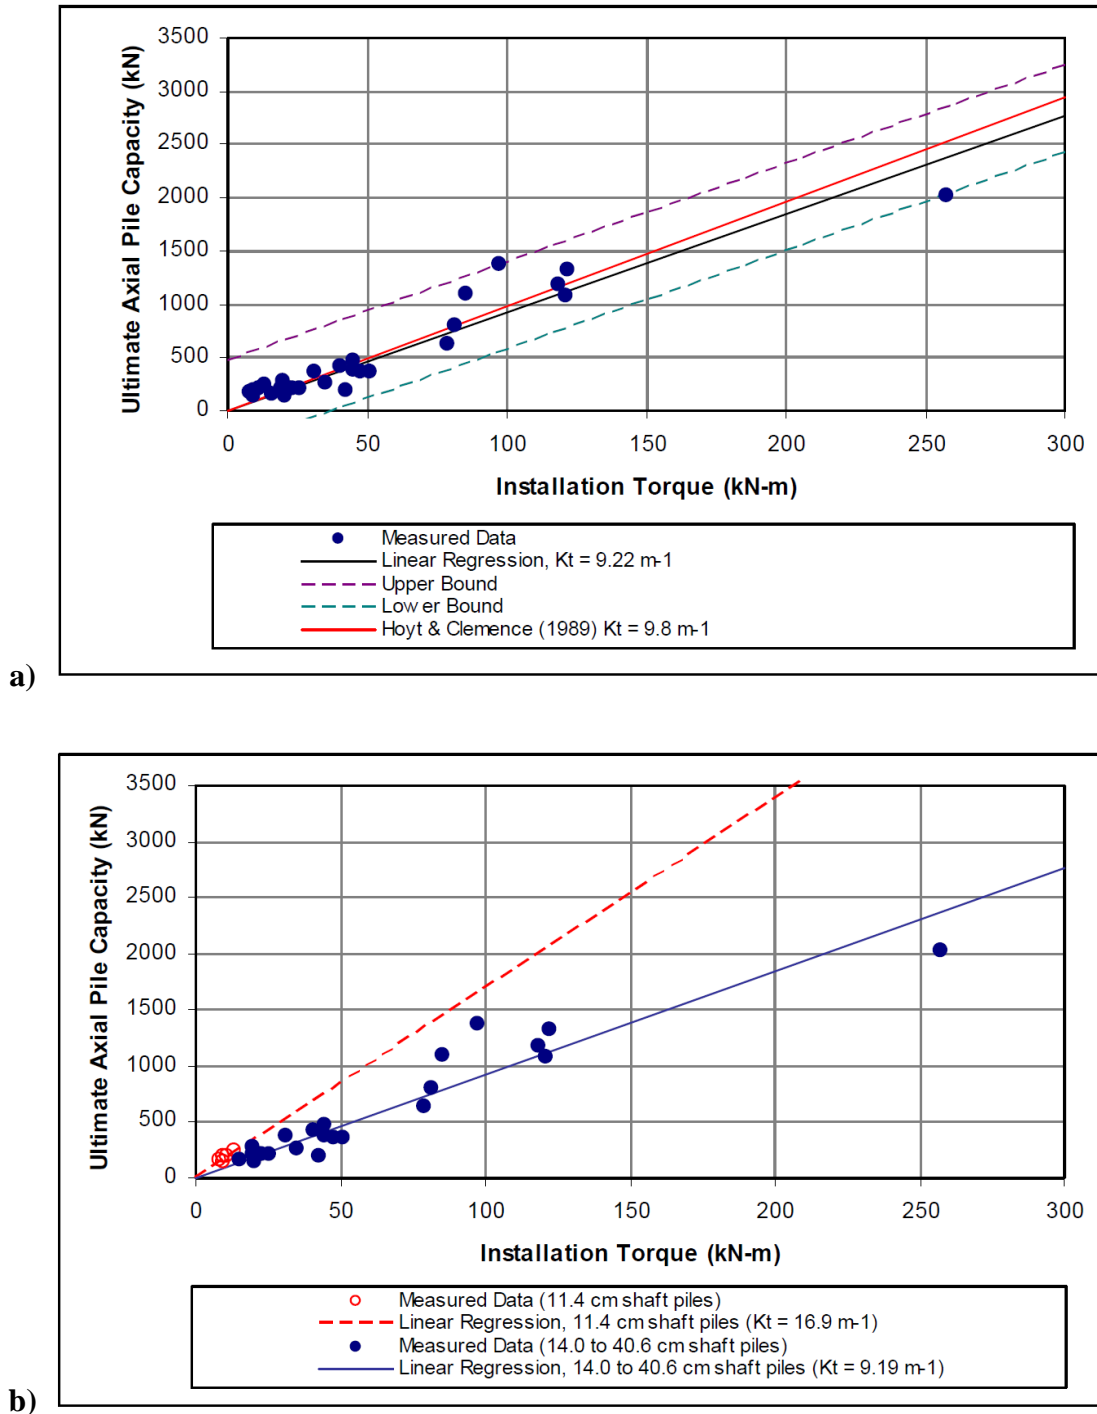 3500
3000
2500
2000
1500
1000
500
0
Ultimate Axial Pile Capacity (kN)
0 50 100 150 200 250 300
Installation Torque (kN-m)
Measured Data
Linear Regression, Kt = 9.22 m-1
Upper Bound
Lower Bound
Hoyt & Clemence (1989) Kt = 9.8 m-1
a)
3500
3000
2500
2000
1500
1000
500
0
Ultimate Axial Pile Capacity (kN)
0 50 100 150 200 250 300
Installation Torque (kN-m)
Measured Data (11.4 cm shaft piles)
Linear Regression, 11.4 cm shaft piles (Kt = 16.9 m-1)
Measured Data (14.0 to 40.6 cm shaft piles)
Linear Regression, 14.0 to 40.6 cm shaft piles (Kt = 9.19 m-1)
b)